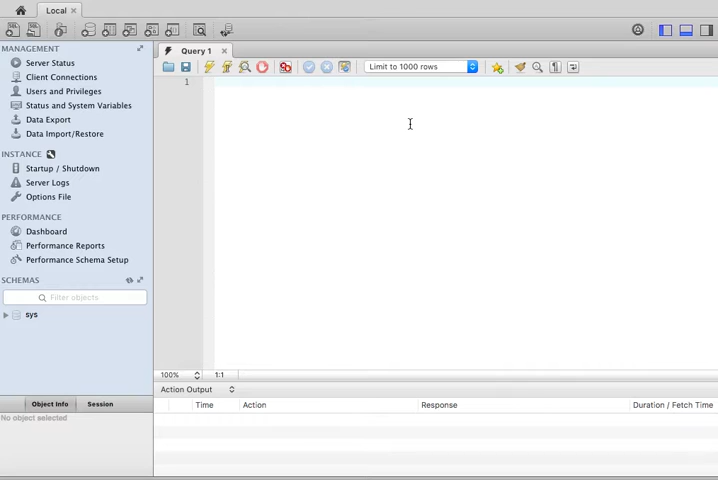 Local
MANAGEMENT
Server Status
Client Connections
Users and Privileges
Status and System Variables
Data Export
Data Import/Restore
INSTANCE
Startup / Shutdown
Server Logs
Options File
PERFORMANCE
Dashboard
Performance Reports
Performance Schema Setup
SCHEMAS
Filter objects
sys
Object Info Session
No object selected
Query 1
Limit to 1000 rows
1
100% 1:1
Action Output
Time Action Response Duration / Fetch Time